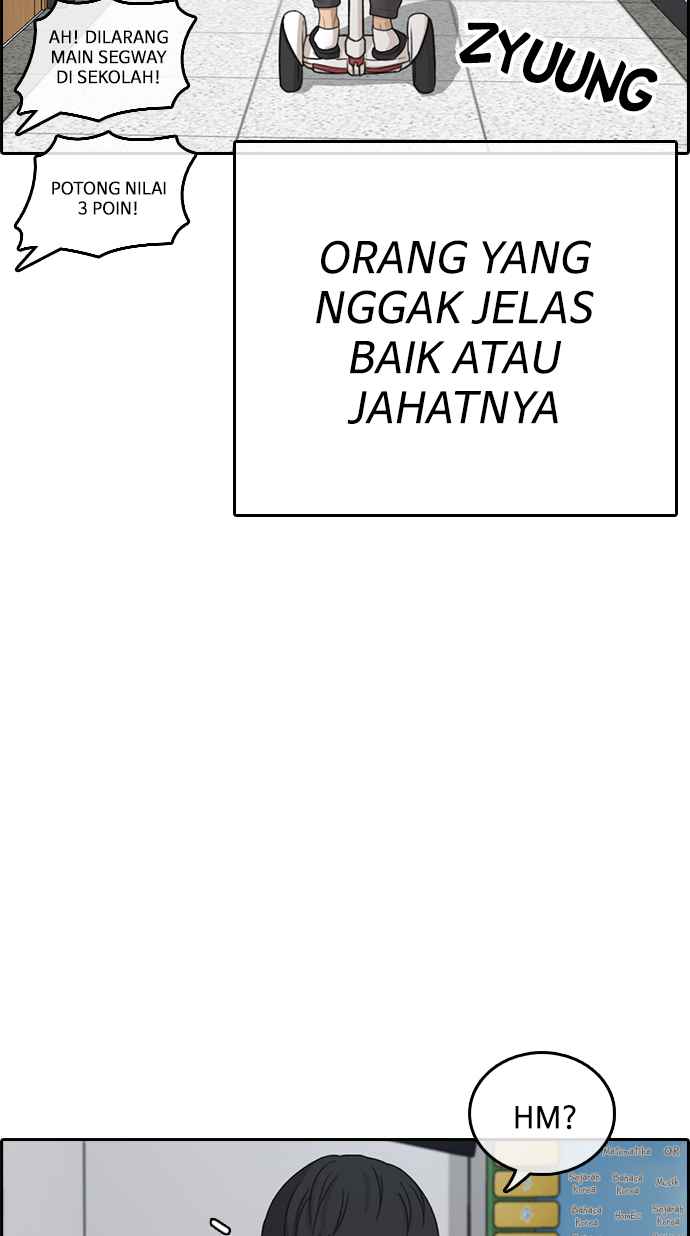 AH! DILARANG
MAIN SEGWAY
DI SEKOLAH!
ZYUUNG
POTONG NILAI
3 POIN!
ORANG YANG
NGGAK JELAS
BAIK ATAU
JAHATNYA
HM?
Matematika OR
Sejarah Korea
Bahasa Korea
Musik
Bahasa Korea
HomEc
Sejarah Korea